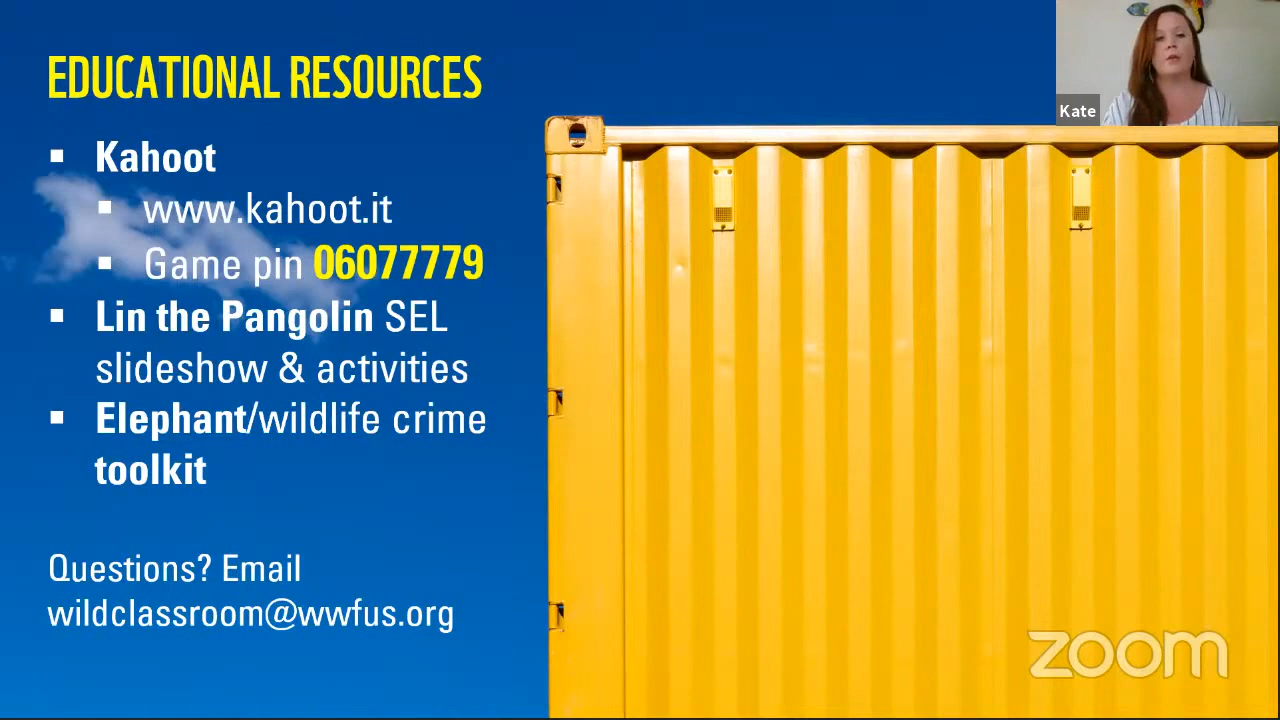 EDUCATIONAL RESOURCES
▪ Kahoot
▪ www.kahoot.it
▪ Game pin 06077779
▪ Lin the Pangolin SEL
slideshow & activities
▪ Elephant/wildlife crime
toolkit
Questions? Email
wildclassroom@wwfus.org
Kate
zoom